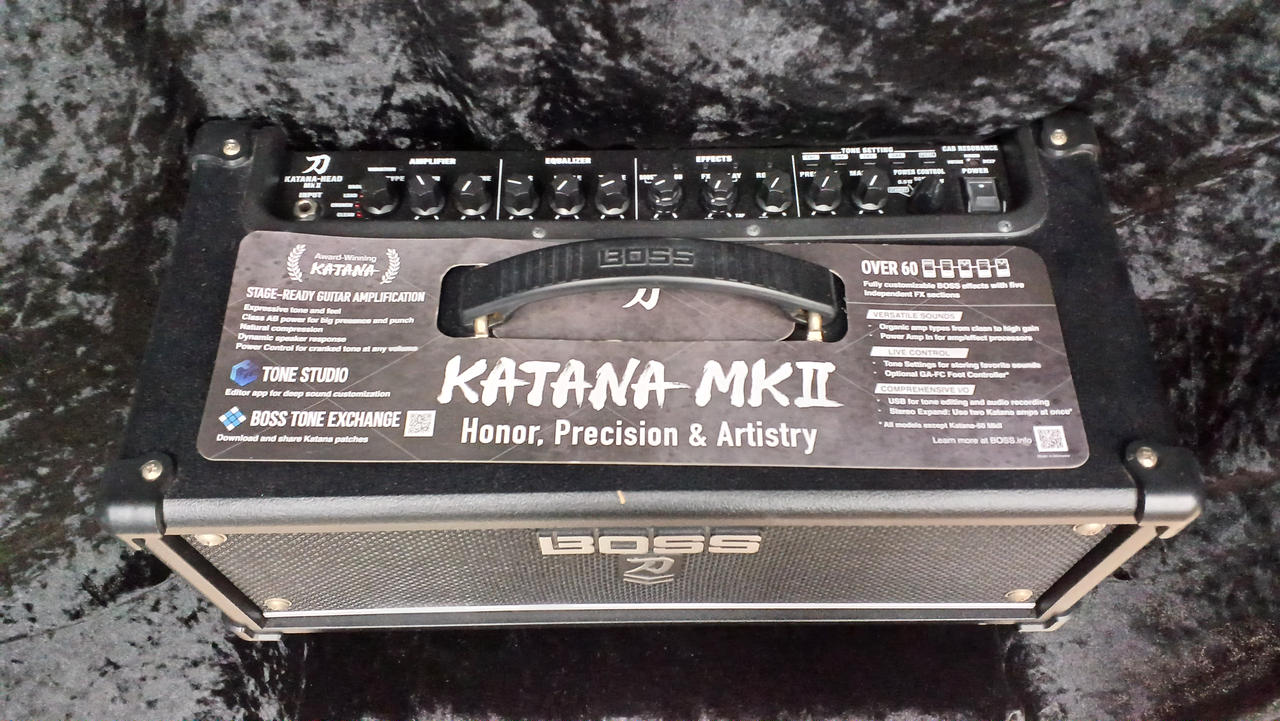 AMPLIFIER
EQUALIZER
EFFECTS
TONE SETTING
CAB RESONANCE
KATANA-HEAD
MKII
INPUT
TYPE
POWER CONTROL
POWER
TAP
BOSS
Award-Winning
KATANA
STAGE-READY GUITAR AMPLIFICATION
Expressive tone and feel
Class AB power for big presence and punch
Natural compression
Dynamic speaker response
Power Control for cranked tone at any volume
TONE STUDIO
Editor app for deep sound customization
BOSS TONE EXCHANGE
Download and share Katana patches
KATANA MKII
Honor, Precision & Artistry
OVER 60
Fully customizable BOSS effects with five
independent FX sections
VERSATILE SOUNDS
Organic amp types from clean to high gain
Power Amp In for amp/effect processors
LIVE CONTROL
Tone Settings for storing favorite sounds
Optional GA-FC Foot Controller*
COMPREHENSIVE I/O
USB for tone editing and audio recording
Stereo Expand: Use two Katana amps at once*
* All models except Katana-50 MkII
Learn more at BOSS.info
BOSS